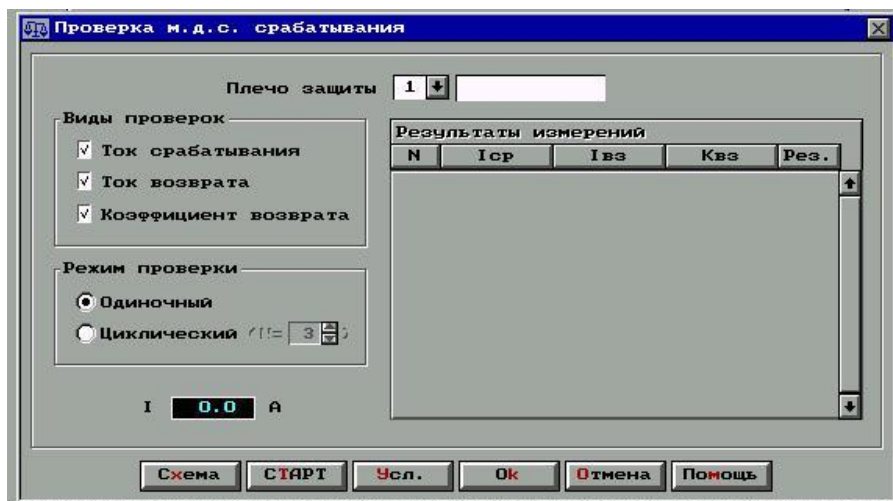 Проверка м.д.с. срабатывания
Плечо защиты 1
Виды проверок
Ток срабатывания
Ток возврата
Коэффициент возврата
Режим проверки
Одиночный
Циклический (N= 3 )
I 0.0 A
Результаты измерений
N Iср Iвз Kвз Рез.
Схема СТАРТ Усл. Ok Отмена Помощь